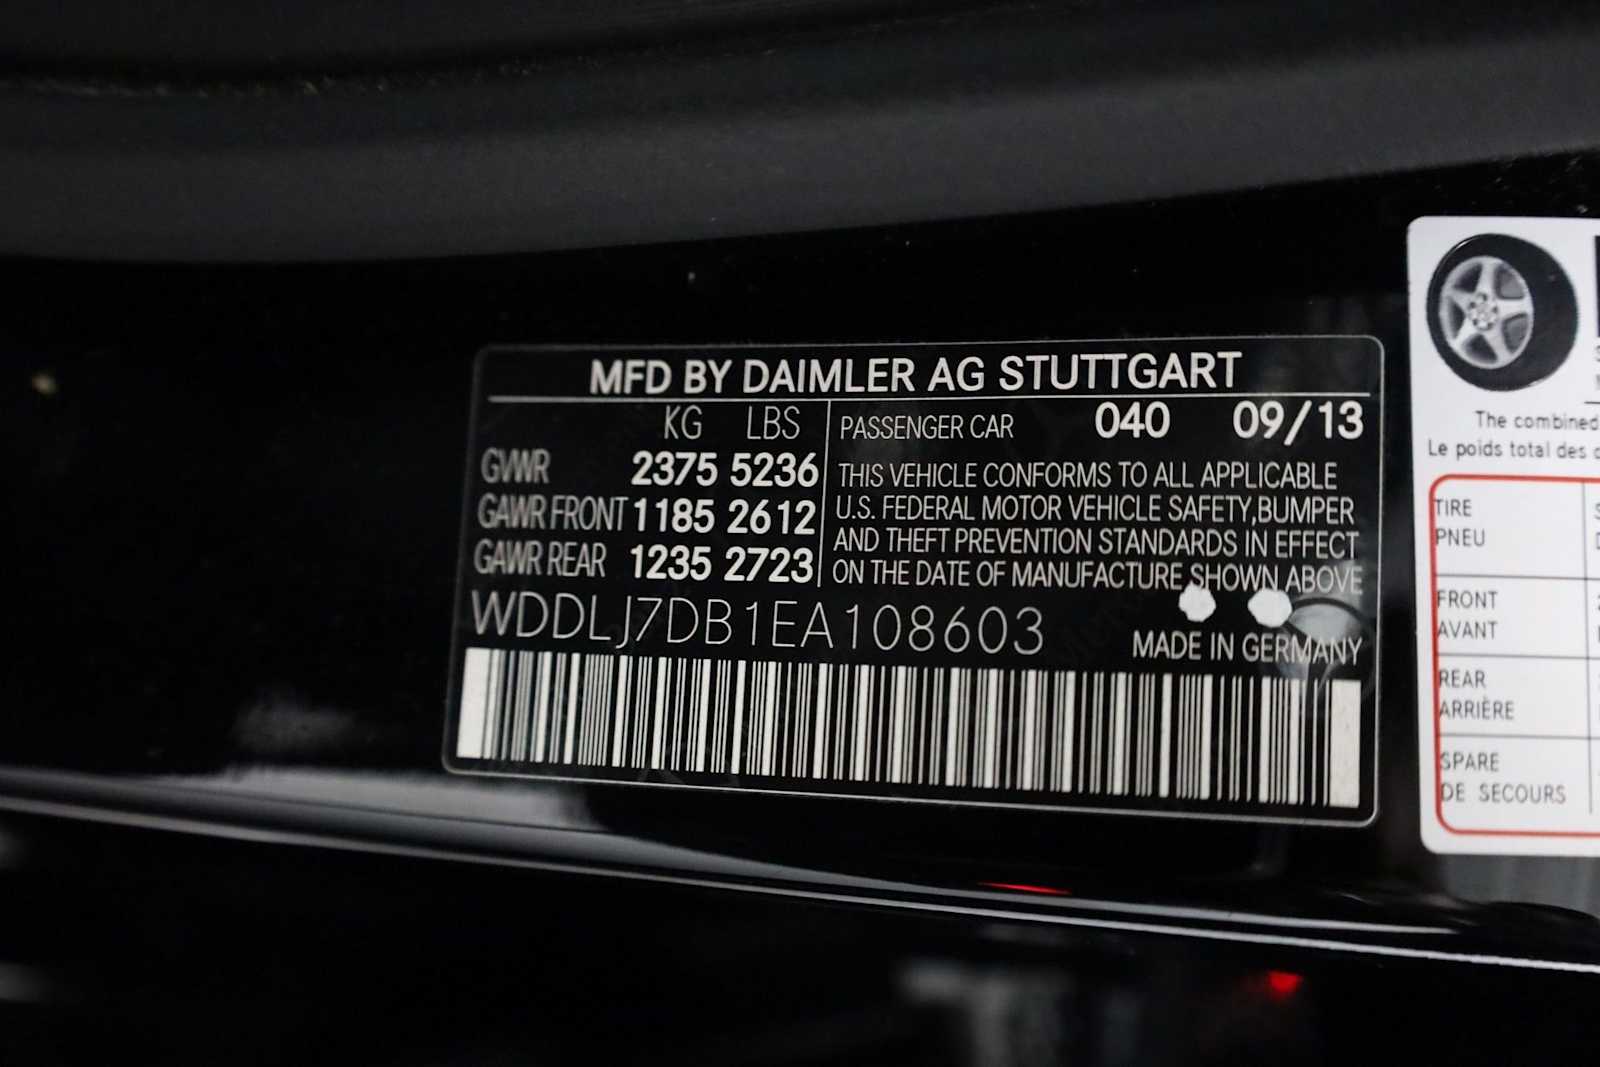 MFD BY DAIMLER AG STUTTGART
KG LBS
GVWR 2375 5236
GAWR FRONT 1185 2612
GAWR REAR 1235 2723
PASSENGER CAR 040 09/13
THIS VEHICLE CONFORMS TO ALL APPLICABLE
U.S. FEDERAL MOTOR VEHICLE SAFETY,BUMPER
AND THEFT PREVENTION STANDARDS IN EFFECT
ON THE DATE OF MANUFACTURE SHOWN ABOVE
WDDLJ7DB1EA108603
MADE IN GERMANY
The combined
Le poids total des
TIRE
PNEU
FRONT
AVANT
REAR
ARRIÈRE
SPARE
DE SECOURS